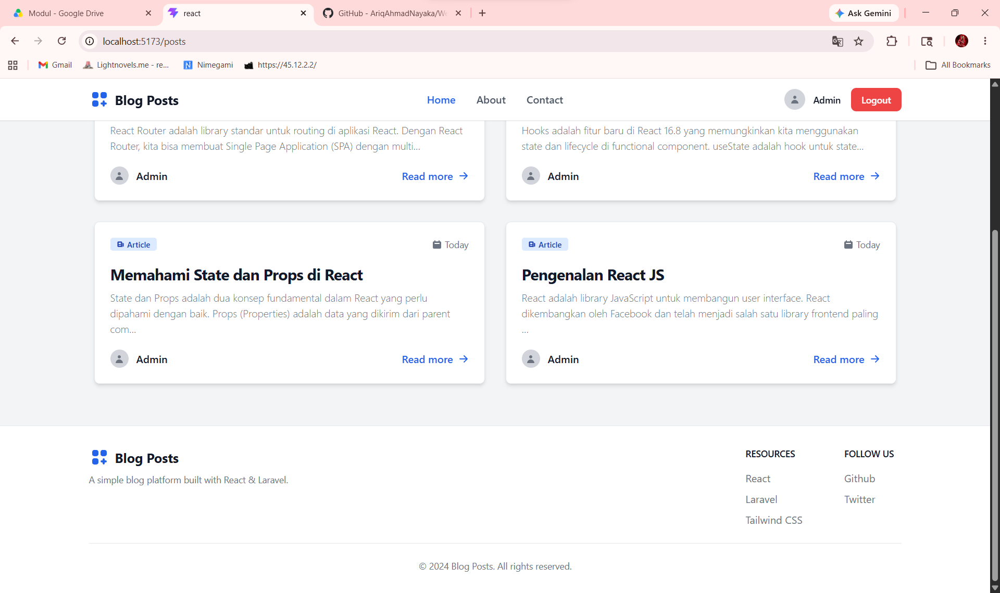 Modul - Google Drive
react
GitHub - AriqAhmadNayaka/We
Ask Gemini
localhost:5173/posts
Gmail
Lightnovels.me - re...
Nimegami
https://45.12.2.2/
All Bookmarks
Blog Posts
Home
About
Contact
Admin
Logout
React Router adalah library standar untuk routing di aplikasi React. Dengan React
Router, kita bisa membuat Single Page Application (SPA) dengan multi...
Admin
Read more
Hooks adalah fitur baru di React 16.8 yang memungkinkan kita menggunakan
state dan lifecycle di functional component. useState adalah hook untuk state...
Admin
Read more
Article
Today
Memahami State dan Props di React
State dan Props adalah dua konsep fundamental dalam React yang perlu
dipahami dengan baik. Props (Properties) adalah data yang dikirim dari parent
com...
Admin
Read more
Article
Today
Pengenalan React JS
React adalah library JavaScript untuk membangun user interface. React
dikembangkan oleh Facebook dan telah menjadi salah satu library frontend paling
...
Admin
Read more
Blog Posts
A simple blog platform built with React & Laravel.
RESOURCES
React
Laravel
Tailwind CSS
FOLLOW US
Github
Twitter
© 2024 Blog Posts. All rights reserved.